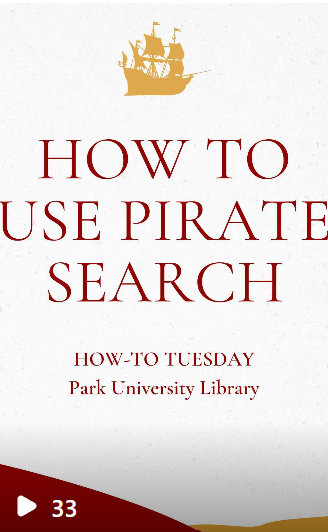 HOW TO
USE PIRATE
SEARCH
HOW-TO TUESDAY
Park University Library
33